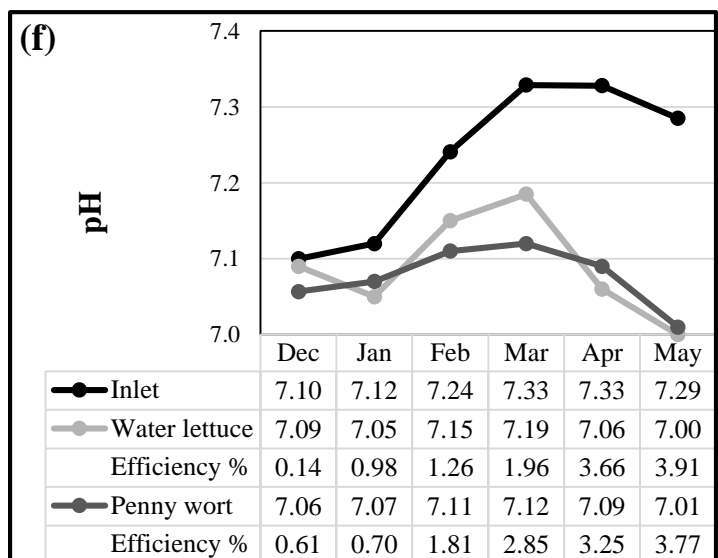 (f)
7.4
7.3
7.2
7.1
7.0
pH
Dec Jan Feb Mar Apr May
Inlet 7.10 7.12 7.24 7.33 7.33 7.29
Water lettuce 7.09 7.05 7.15 7.19 7.06 7.00
Efficiency % 0.14 0.98 1.26 1.96 3.66 3.91
Penny wort 7.06 7.07 7.11 7.12 7.09 7.01
Efficiency % 0.61 0.70 1.81 2.85 3.25 3.77